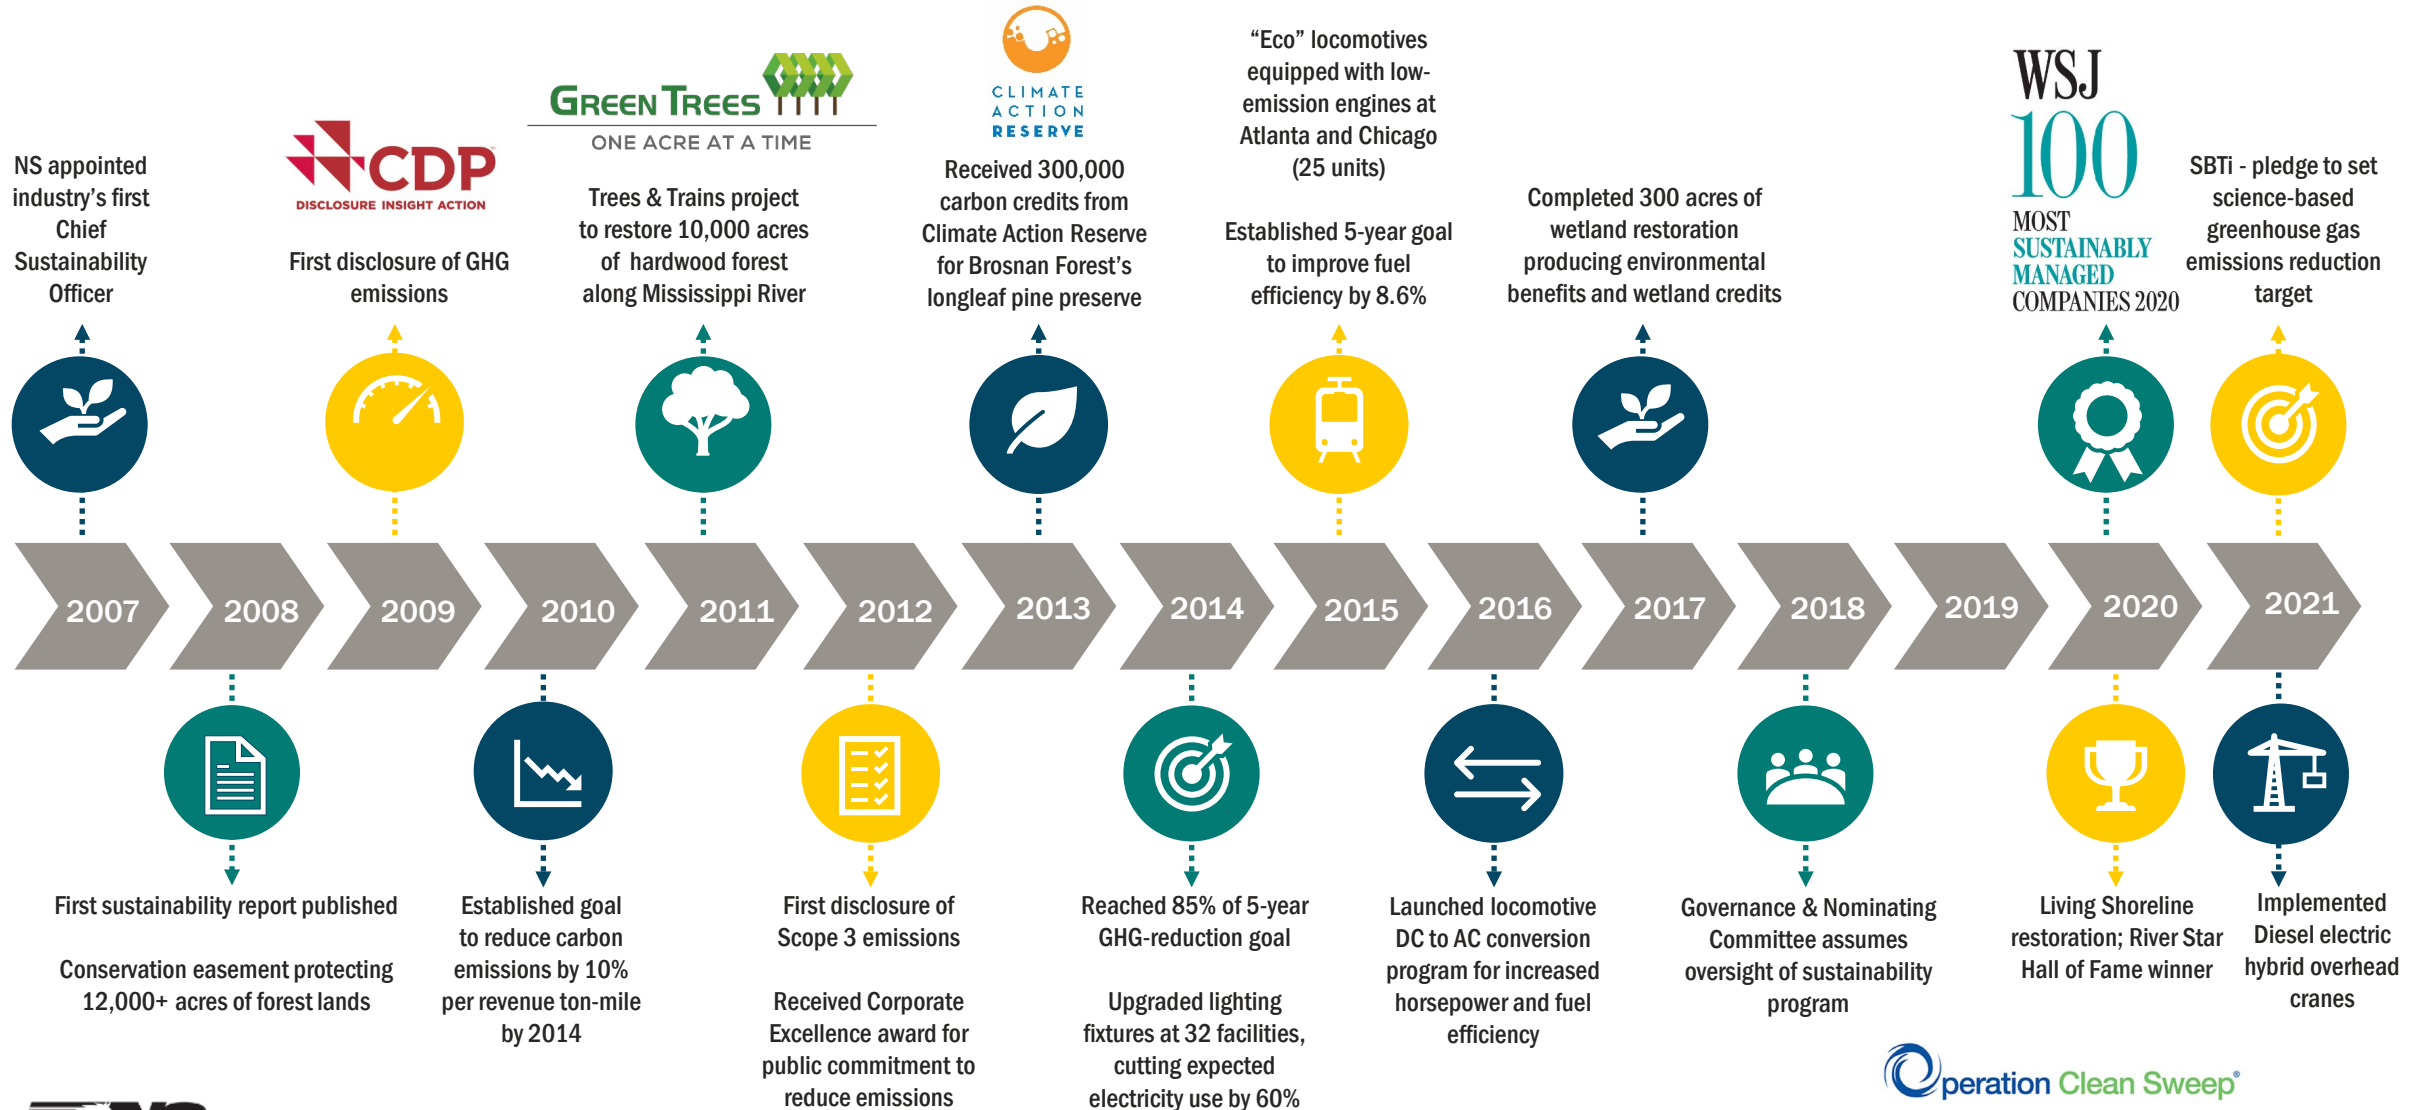 NS appointed
industry's first
Chief
Sustainability
Officer
CDP
DISCLOSURE INSIGHT ACTION
First disclosure of GHG
emissions
GREEN TREES
ONE ACRE AT A TIME
Trees & Trains project
to restore 10,000 acres
of hardwood forest
along Mississippi River
CLIMATE
ACTION
RESERVE
Received 300,000
carbon credits from
Climate Action Reserve
for Brosnan Forest's
longleaf pine preserve
“Eco” locomotives
equipped with low-
emission engines at
Atlanta and Chicago
(25 units)
Established 5-year goal
to improve fuel
efficiency by 8.6%
Completed 300 acres of
wetland restoration
producing environmental
benefits and wetland credits
WSJ
100
MOST
SUSTAINABLY
MANAGED
COMPANIES 2020
SBTi - pledge to set
science-based
greenhouse gas
emissions reduction
target
2007
2008
2009
2010
2011
2012
2013
2014
2015
2016
2017
2018
2019
2020
2021
First sustainability report published
Conservation easement protecting
12,000+ acres of forest lands
Established goal
to reduce carbon
emissions by 10%
per revenue ton-mile
by 2014
First disclosure of
Scope 3 emissions
Received Corporate
Excellence award for
public commitment to
reduce emissions
Reached 85% of 5-year
GHG-reduction goal
Upgraded lighting
fixtures at 32 facilities,
cutting expected
electricity use by 60%
Launched locomotive
DC to AC conversion
program for increased
horsepower and fuel
efficiency
Governance & Nominating
Committee assumes
oversight of sustainability
program
Living Shoreline
restoration; River Star
Hall of Fame winner
Implemented
Diesel electric
hybrid overhead
cranes
Operation Clean Sweep®